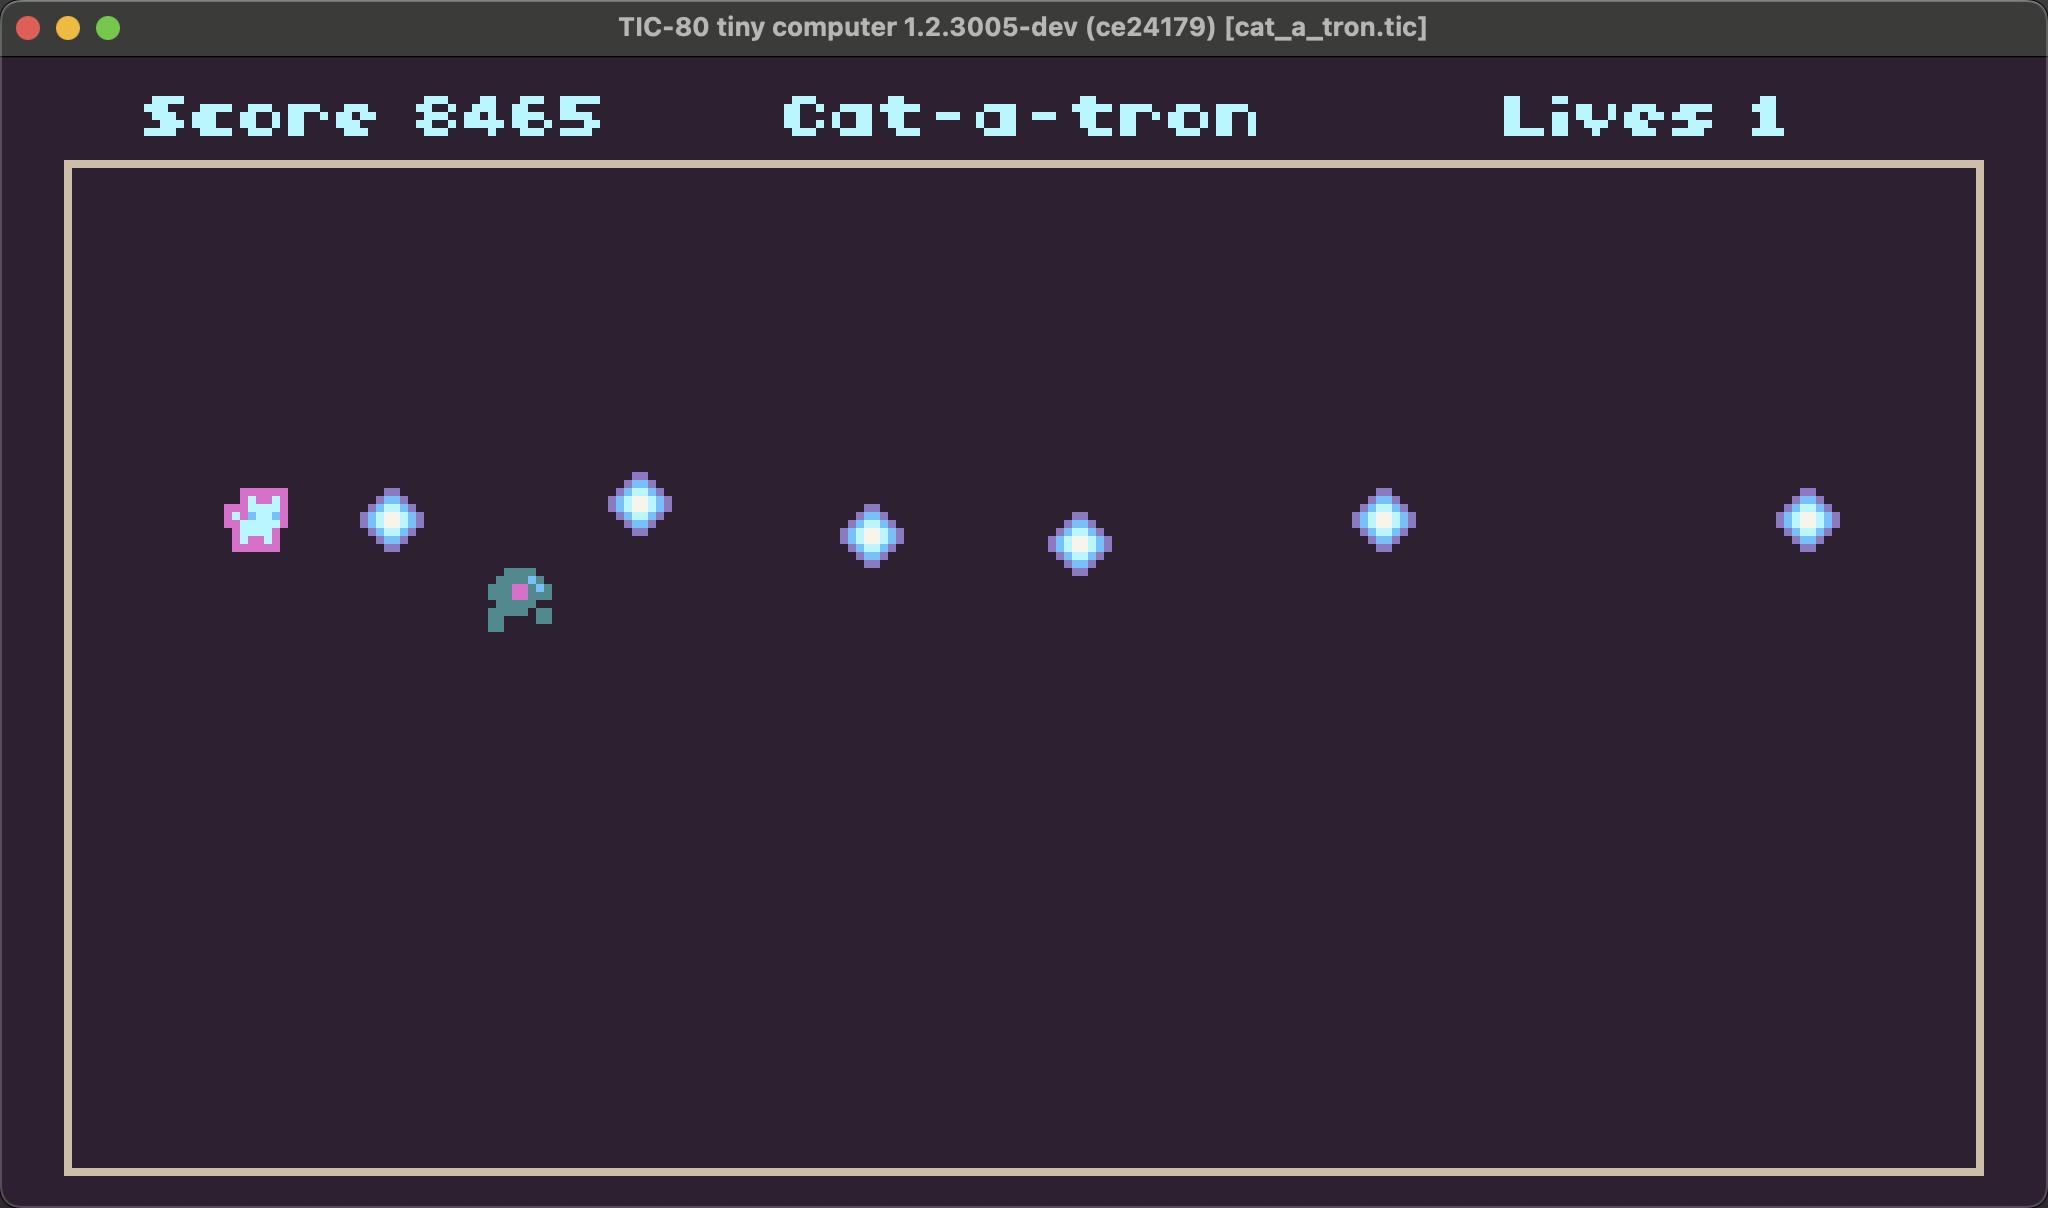 TIC-80 tiny computer 1.2.3005-dev (ce24179) [cat_a_tron.tic]
Score 8465 Cat-a-tron Lives 1